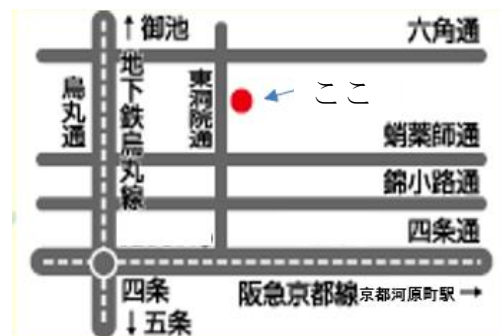 ↑御池
六角通
地下鉄烏丸線
東洞院通
烏丸通
ここ
蛸薬師通
錦小路通
四条通
四条
↓五条
阪急京都線京都河原町駅→